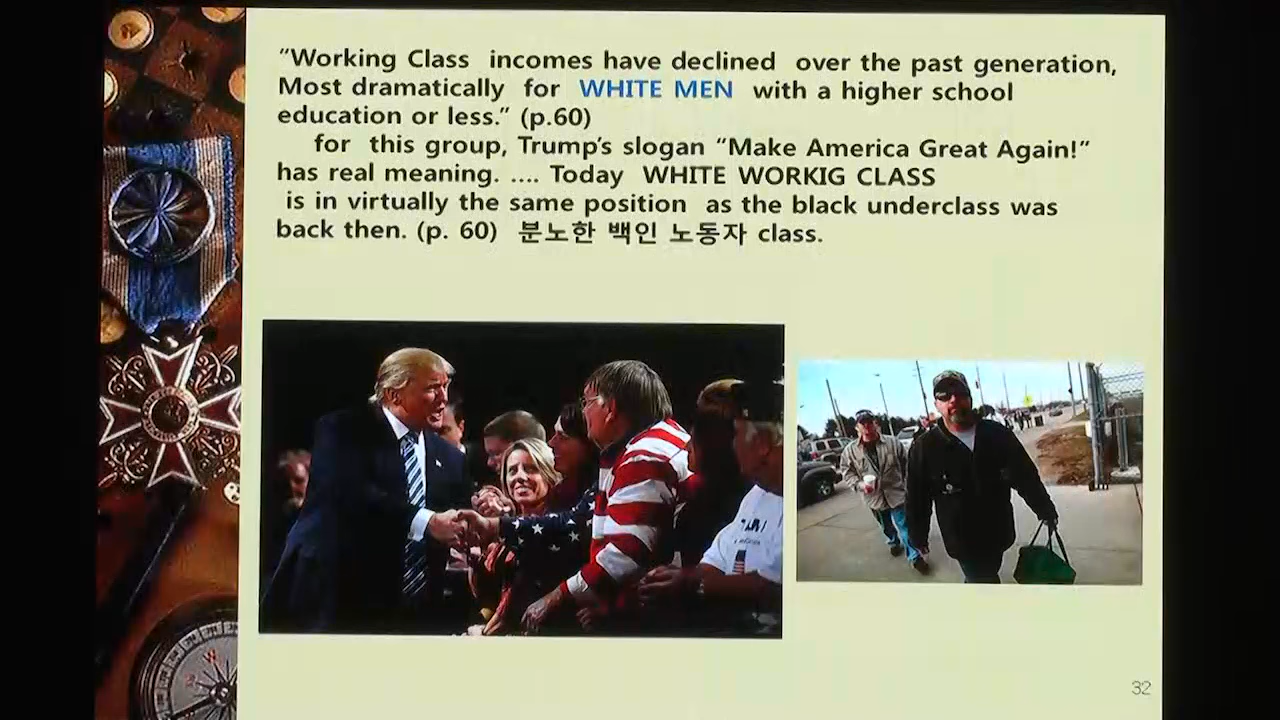 “Working Class incomes have declined over the past generation,
Most dramatically for WHITE MEN with a higher school
education or less.” (p.60)
for this group, Trump’s slogan “Make America Great Again!”
has real meaning. .... Today WHITE WORKIG CLASS
is in virtually the same position as the black underclass was
back then. (p. 60) 분노한 백인 노동자 class.
32